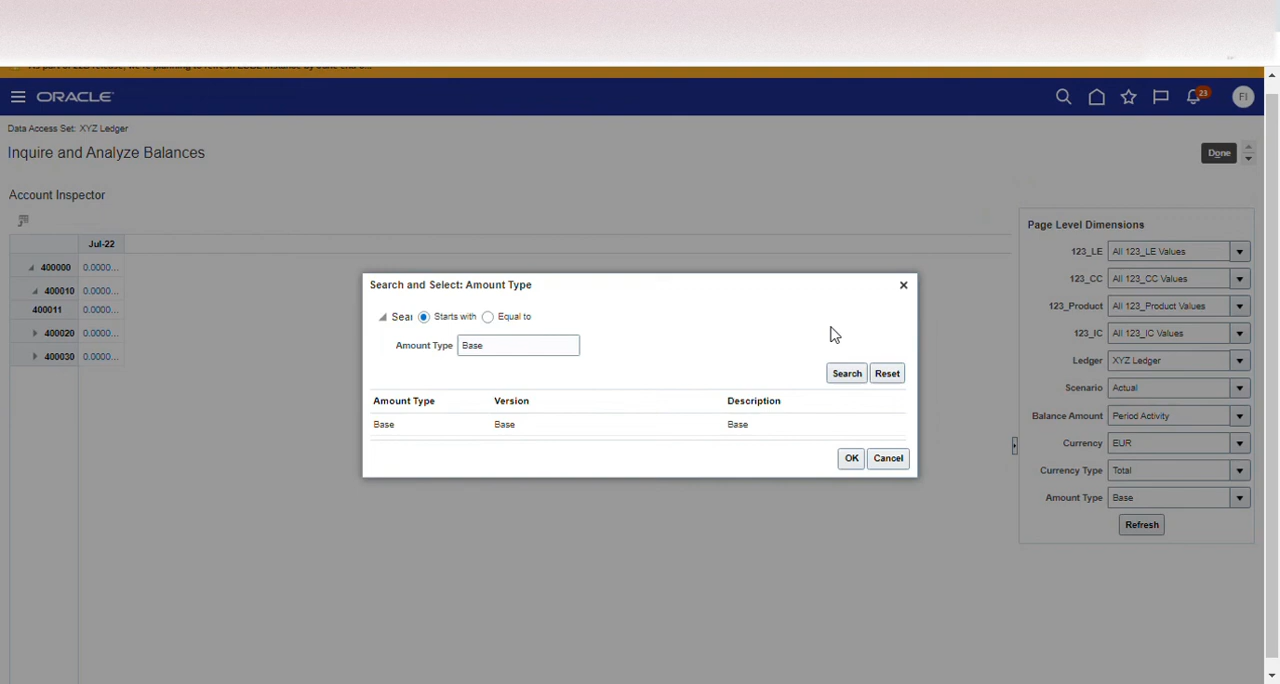 ORACLE
23
FI
Data Access Set: XYZ Ledger
Inquire and Analyze Balances
Done
Account Inspector
Jul-22
400000 0.0000...
400010 0.0000...
400011 0.0000...
400020 0.0000...
400030 0.0000...
Search and Select: Amount Type
Sear Starts with Equal to
Amount Type Base
Search Reset
Amount Type Version Description
Base Base Base
OK Cancel
Page Level Dimensions
123_LE All 123_LE Values
123_CC All 123_CC Values
123_Product All 123_Product Values
123_IC All 123_IC Values
Ledger XYZ Ledger
Scenario Actual
Balance Amount Period Activity
Currency EUR
Currency Type Total
Amount Type Base
Refresh